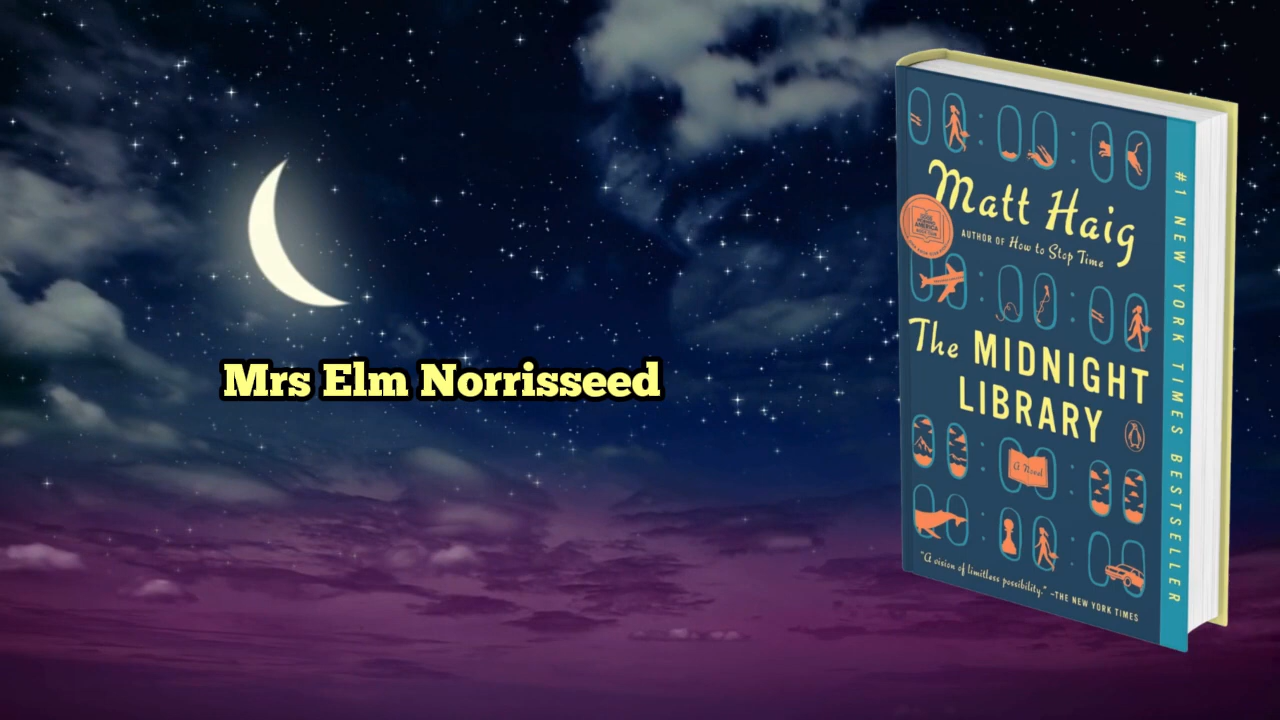 Mrs Elm Norrisseed
Matt Haig
AUTHOR OF How to Stop Time
The MIDNIGHT
LIBRARY
A Novel
"A vision of limitless possibility." —THE NEW YORK TIMES
#1 NEW YORK TIMES BESTSELLER